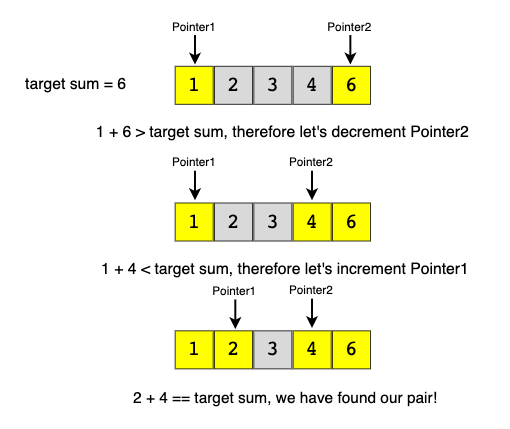 Pointer1 Pointer2
target sum = 6 1 2 3 4 6
1 + 6 > target sum, therefore let's decrement Pointer2
Pointer1 Pointer2
1 2 3 4 6
1 + 4 < target sum, therefore let's increment Pointer1
Pointer1 Pointer2
1 2 3 4 6
2 + 4 == target sum, we have found our pair!